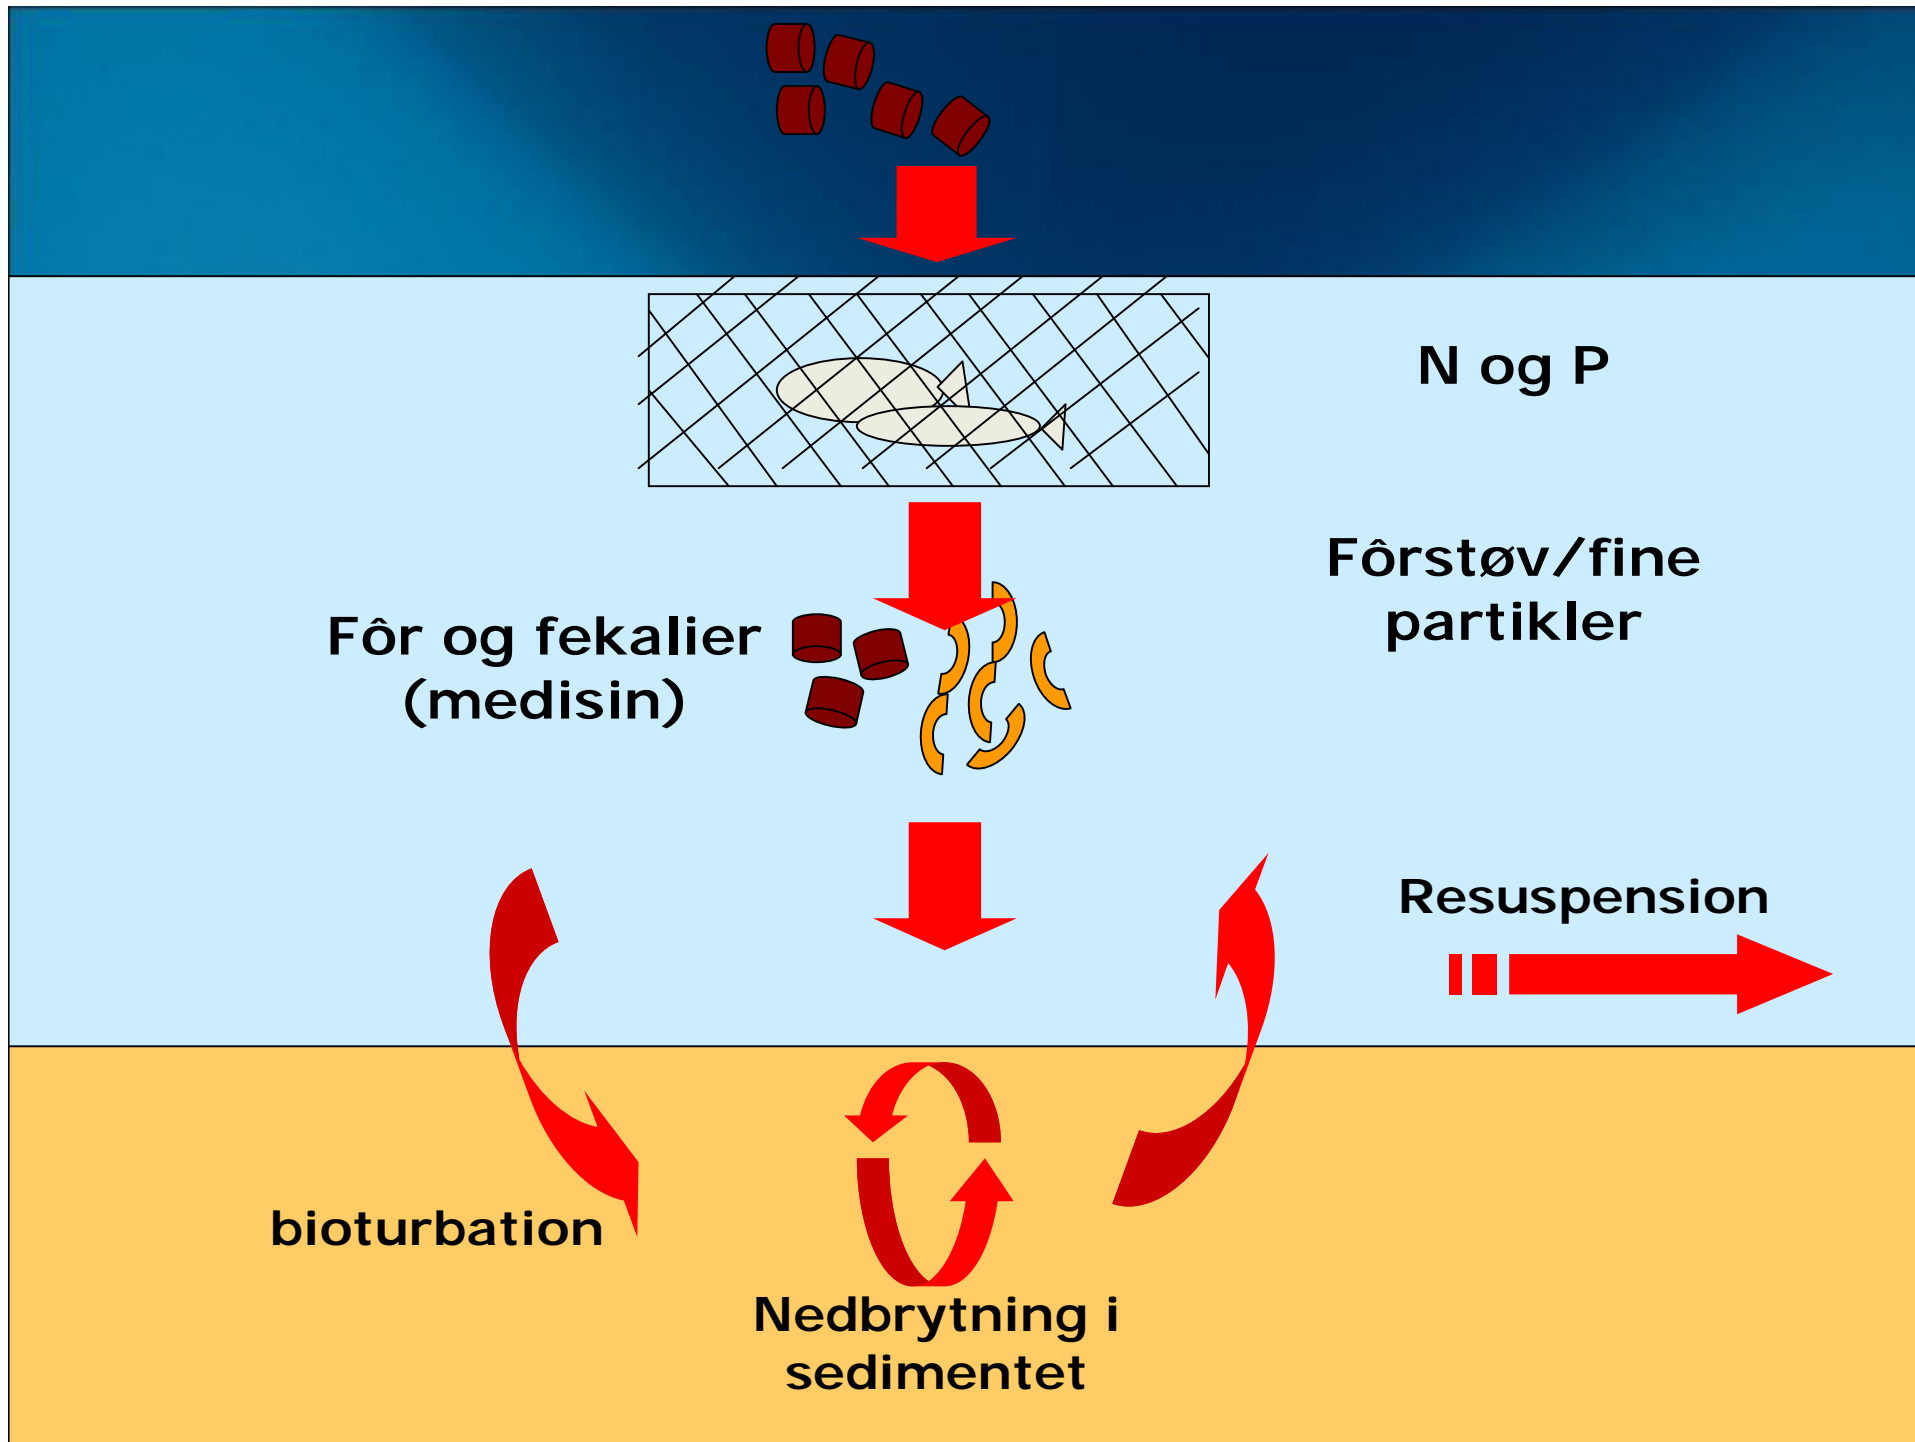 N og P
Fôrstøv/fine
partikler
Fôr og fekalier
(medisin)
Resuspension
bioturbation
Nedbrytning i
sedimentet